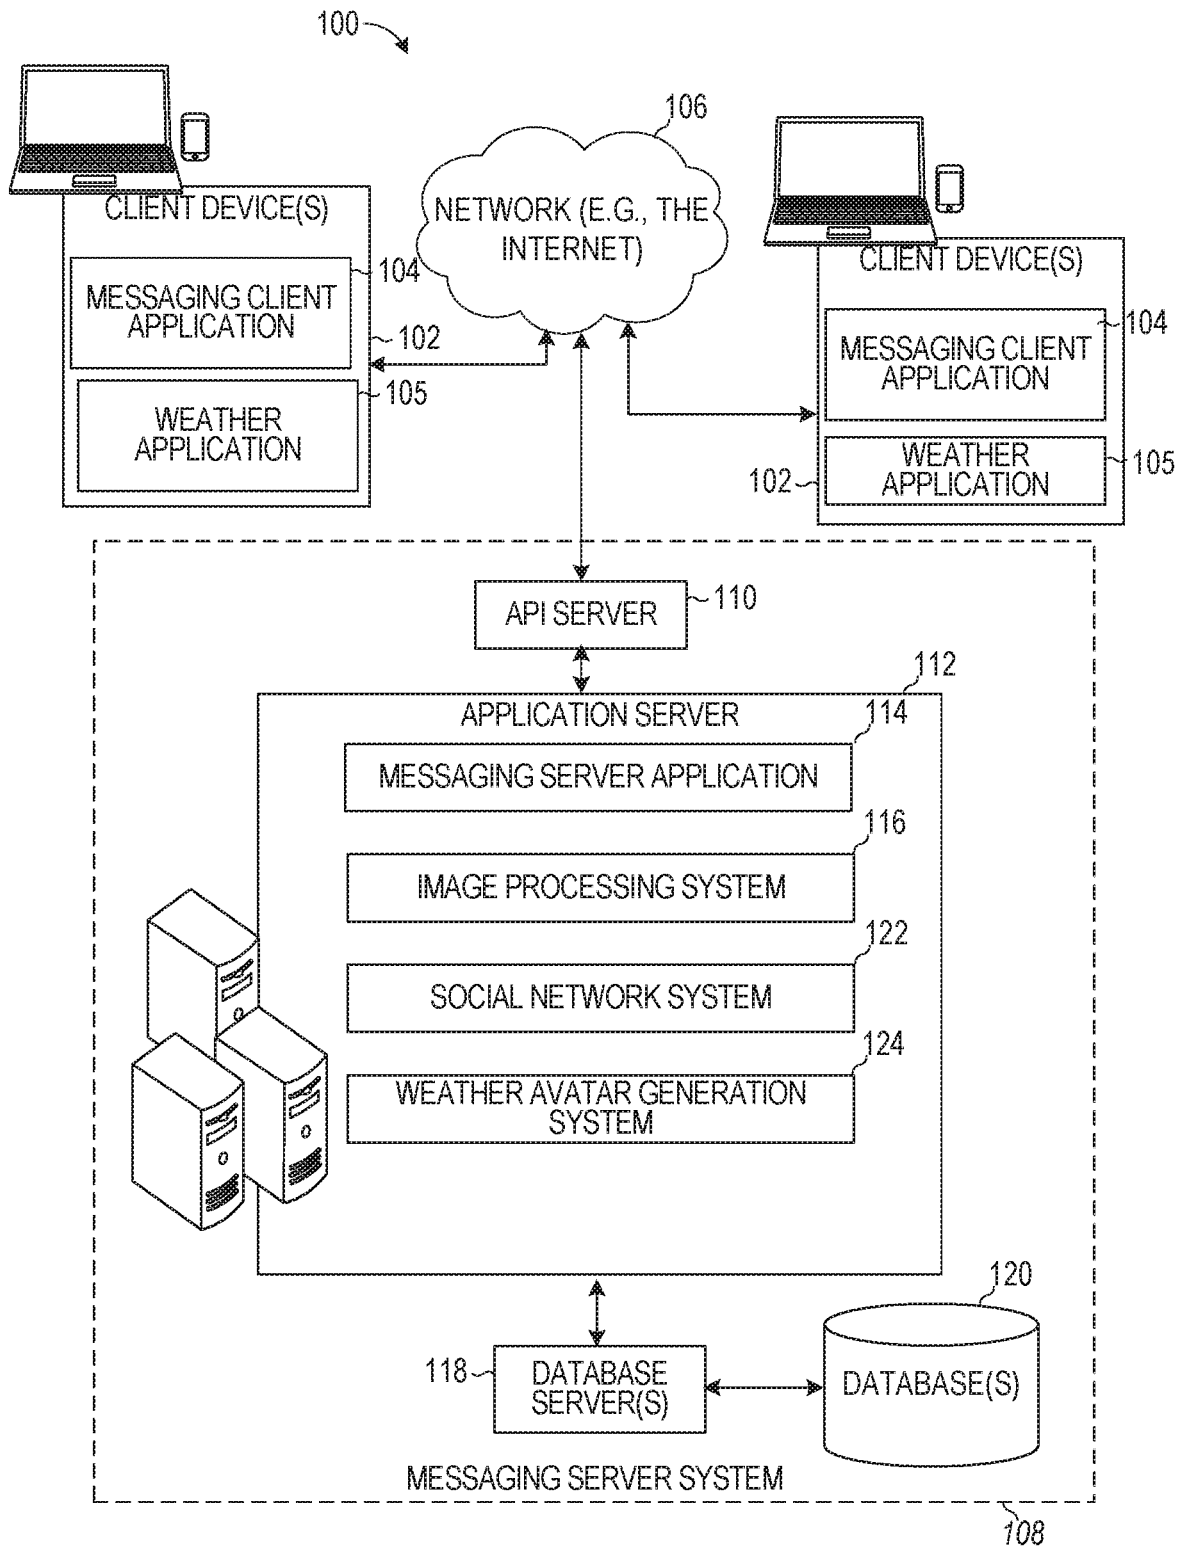 100
106
NETWORK (E.G., THE
INTERNET)
CLIENT DEVICE(S)
104
MESSAGING CLIENT
APPLICATION
102
105
WEATHER
APPLICATION
CLIENT DEVICE(S)
104
MESSAGING CLIENT
APPLICATION
105
WEATHER
APPLICATION
102
API SERVER
110
112
APPLICATION SERVER
114
MESSAGING SERVER APPLICATION
116
IMAGE PROCESSING SYSTEM
122
SOCIAL NETWORK SYSTEM
124
WEATHER AVATAR GENERATION
SYSTEM
120
118
DATABASE
SERVER(S)
DATABASE(S)
MESSAGING SERVER SYSTEM
108